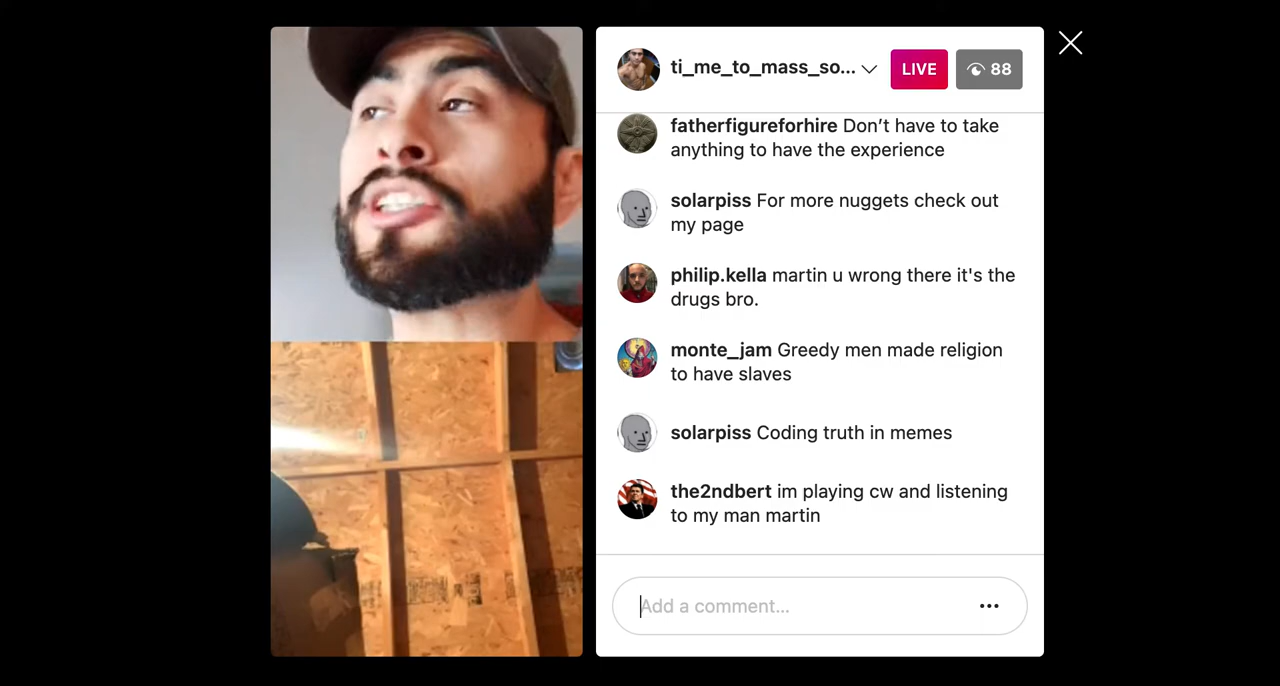 ti_me_to_mass_so...
LIVE
88
fatherfigureforhire Don’t have to take
anything to have the experience
solarpiss For more nuggets check out
my page
philip.kella martin u wrong there it's the
drugs bro.
monte_jam Greedy men made religion
to have slaves
solarpiss Coding truth in memes
the2ndbert im playing cw and listening
to my man martin
Add a comment...